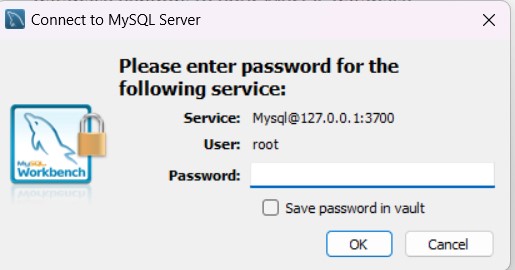 Connect to MySQL Server
Please enter password for the
following service:
Service: Mysql@127.0.0.1:3700
User: root
Password:
Save password in vault
OK Cancel
MySQL
Workbench